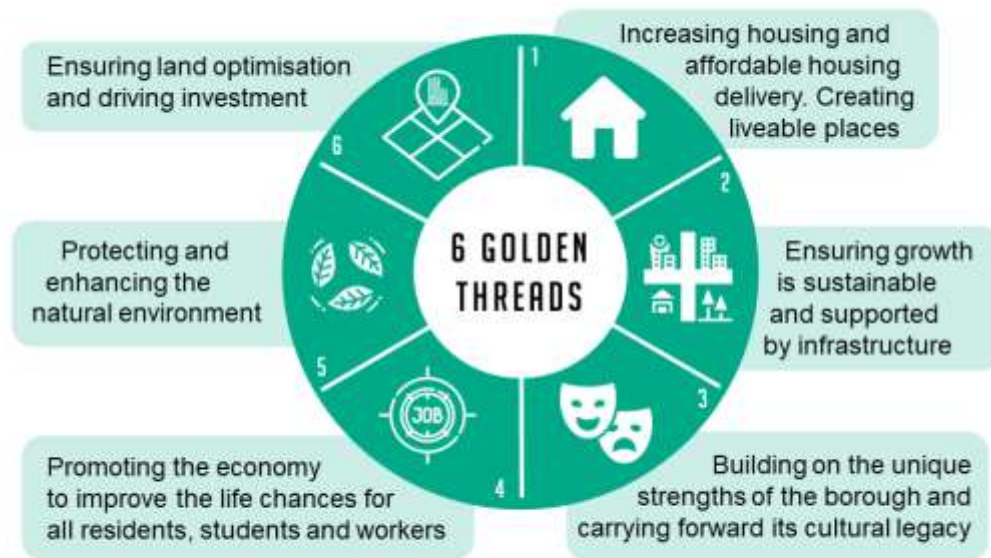 6 GOLDEN
THREADS
1
Increasing housing and
affordable housing
delivery. Creating
liveable places
2
Ensuring growth
is sustainable
and supported
by infrastructure
3
Building on the unique
strengths of the borough and
carrying forward its cultural legacy
4
JOB
Promoting the economy
to improve the life chances for
all residents, students and workers
5
Protecting and
enhancing the
natural environment
6
Ensuring land optimisation
and driving investment